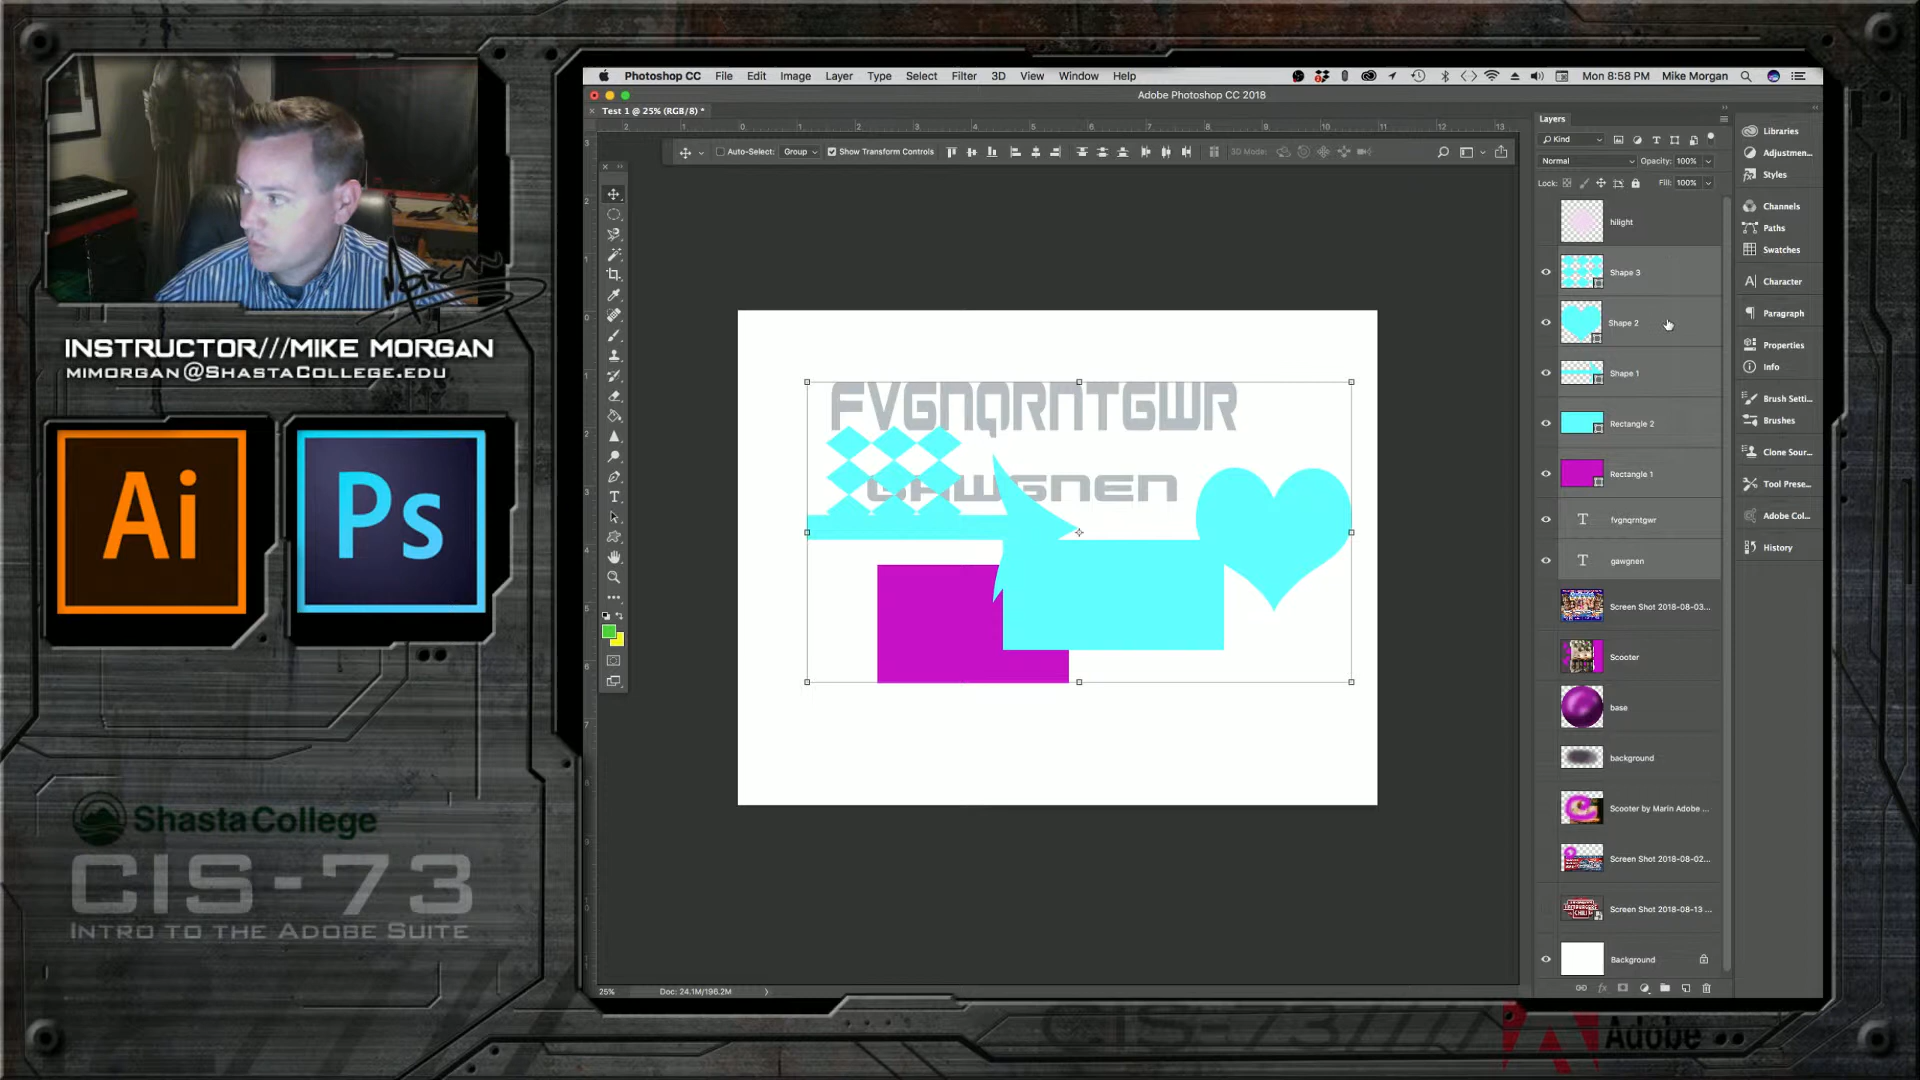 Photoshop CC File Edit Image Layer Type Select Filter 3D View Window Help Mon 8:58 PM Mike Morgan
Adobe Photoshop CC 2018
Test 1 @ 25% (RGB/8) *
Auto-Select: Group Show Transform Controls 3D Mode:
Layers
Kind
Normal Opacity: 100%
Lock: Fill: 100%
hilight
Shape 3
Shape 2
Shape 1
Rectangle 2
Rectangle 1
T fvgnqrntgwr
T gawgnen
Screen Shot 2018-08-03...
Scooter
base
background
Scooter by Marin Adobe ...
Screen Shot 2018-08-02...
Screen Shot 2018-08-13 ...
Background
Libraries
Adjustmen...
Styles
Channels
Paths
Swatches
Character
Paragraph
Properties
Info
Brush Setti...
Brushes
Clone Sour...
Tool Prese...
Adobe Col...
History
FVGNQRNTGWR
GAWGNEN
25% Doc: 24.1M/196.2M
Morgan
INSTRUCTOR///MIKE MORGAN
MIMORGAN@SHASTACOLLEGE.EDU
Ai
Ps
Shasta College
CIS-73
INTRO TO THE ADOBE SUITE
CIS-73////
Adobe